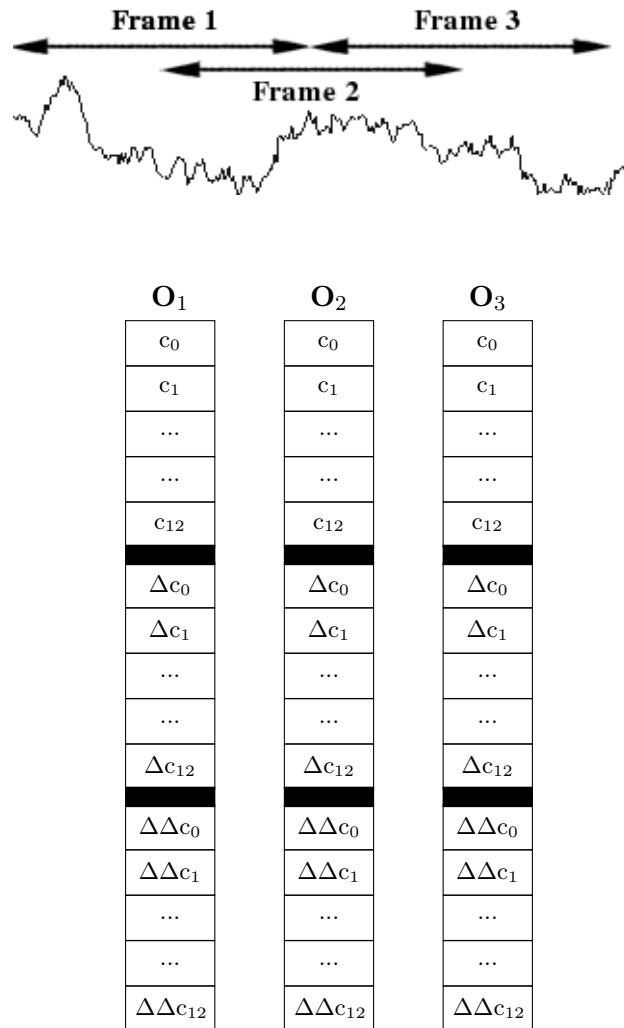 Frame 1 Frame 3
Frame 2
O₁ O₂ O₃
c₀ c₀ c₀
c₁ c₁ c₁
... ... ...
... ... ...
c₁₂ c₁₂ c₁₂
Δc₀ Δc₀ Δc₀
Δc₁ Δc₁ Δc₁
... ... ...
... ... ...
Δc₁₂ Δc₁₂ Δc₁₂
ΔΔc₀ ΔΔc₀ ΔΔc₀
ΔΔc₁ ΔΔc₁ ΔΔc₁
... ... ...
... ... ...
ΔΔc₁₂ ΔΔc₁₂ ΔΔc₁₂